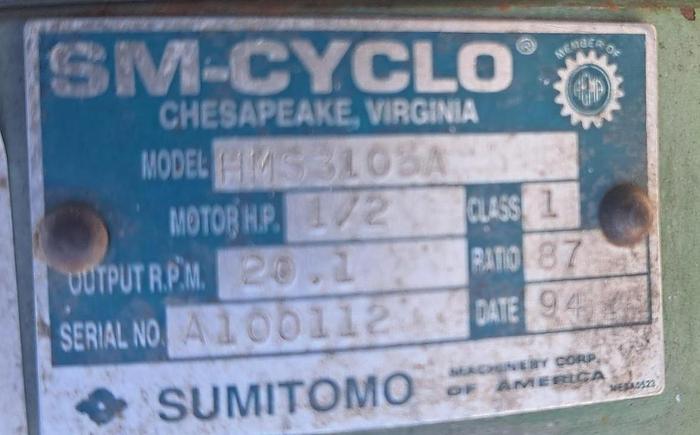 SM-CYCLO®
MEMBER OF
CHESAPEAKE, VIRGINIA
MODEL HMS3105A
MOTOR H.P. 1/2 CLASS 1
OUTPUT R.P.M. 20.1 RATIO 87
SERIAL NO. A100112 DATE 94
SUMITOMO MACHINERY CORP.
OF AMERICA